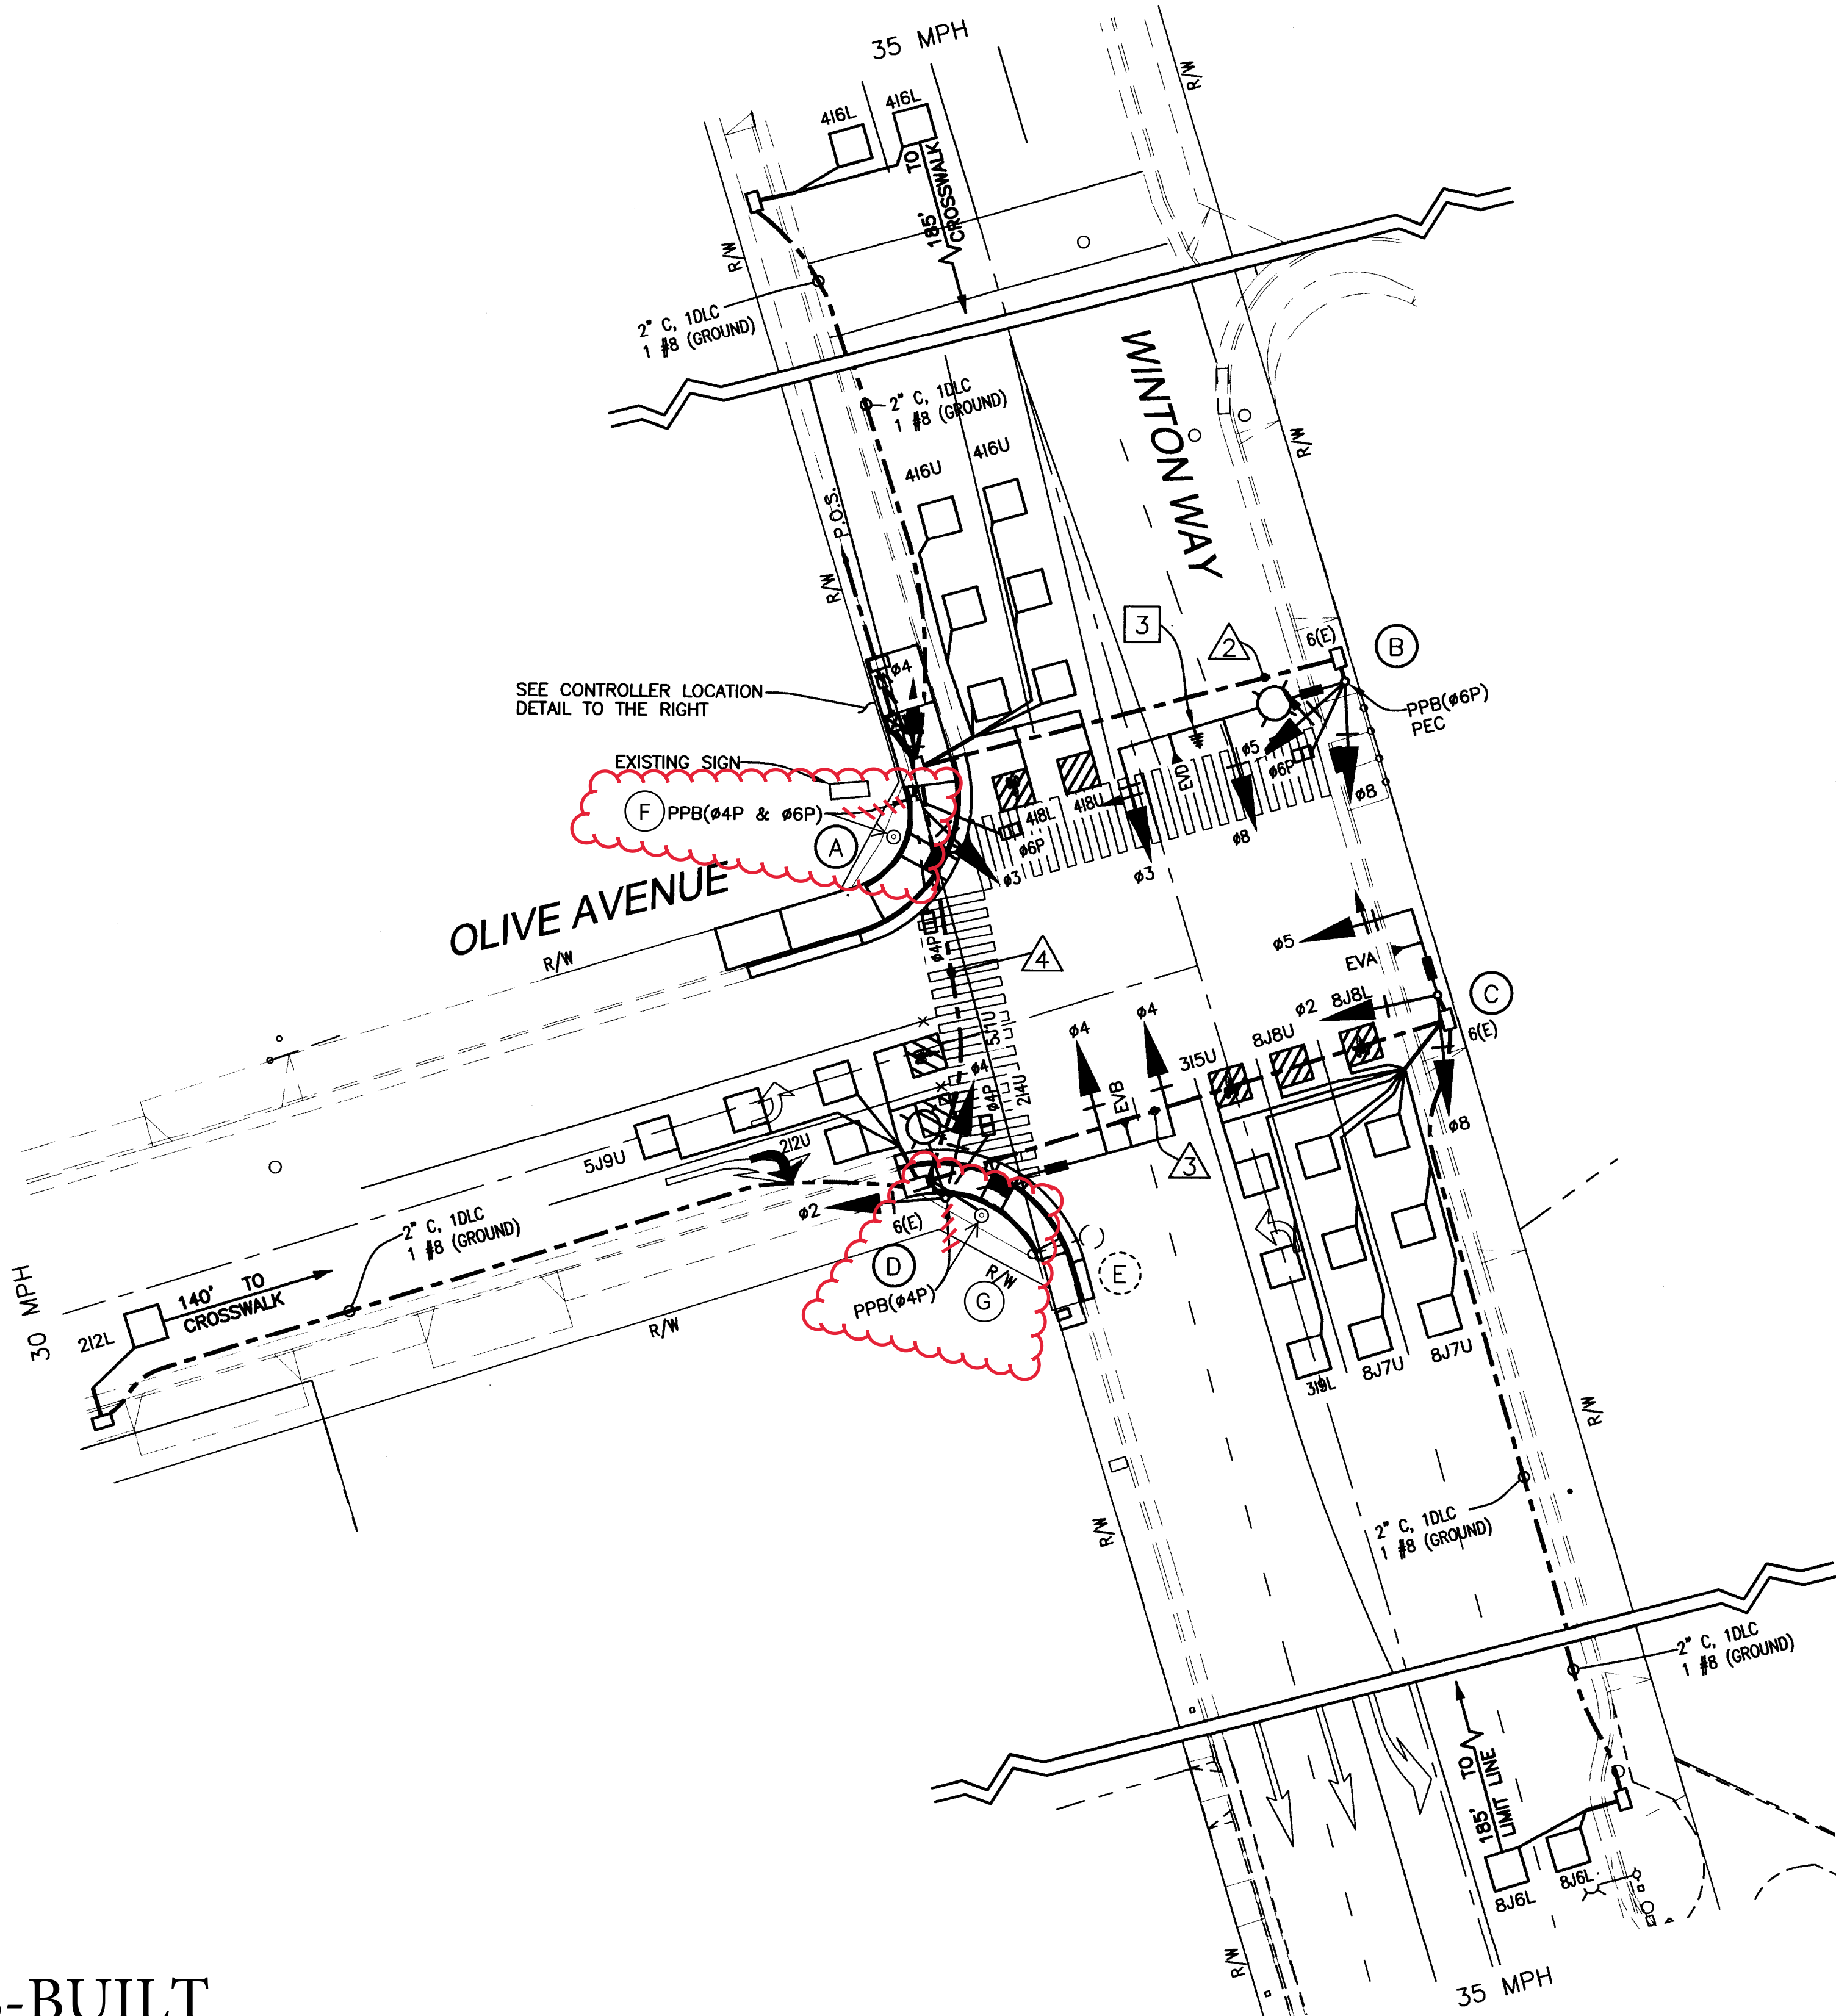 35 MPH
416L
416L
185' TO
CROSSWALK
R/W
R/W
2" C, 1DLC
1 #8 (GROUND)
2" C, 1DLC
1 #8 (GROUND)
WINTON WAY
R/W
416U
416U
P.O.S.
R/W
3
2
6(E)
B
SEE CONTROLLER LOCATION
DETAIL TO THE RIGHT
ø4
PPB(ø6P)
PEC
EXISTING SIGN
F
PPB(ø4P & ø6P)
A
EVD
ø5
ø6P
418L
418U
ø6P
ø8
ø8
ø3
ø3
OLIVE AVENUE
R/W
ø4P
4
ø5
EVA
C
ø2
8J8L
6(E)
5J1U
ø4
ø4
315U
8J8U
ø4
ø4P
214U
EVB
5J9U
212U
3
ø8
ø2
6(E)
D
PPB(ø4P)
R/W
G
E
2" C, 1DLC
1 #8 (GROUND)
30 MPH
140' TO
CROSSWALK
212L
R/W
319L
8J7U
8J7U
R/W
R/W
2" C, 1DLC
1 #8 (GROUND)
2" C, 1DLC
1 #8 (GROUND)
185' TO
LIMIT LINE
8J6L
8J6L
R/W
35 MPH
-BUILT